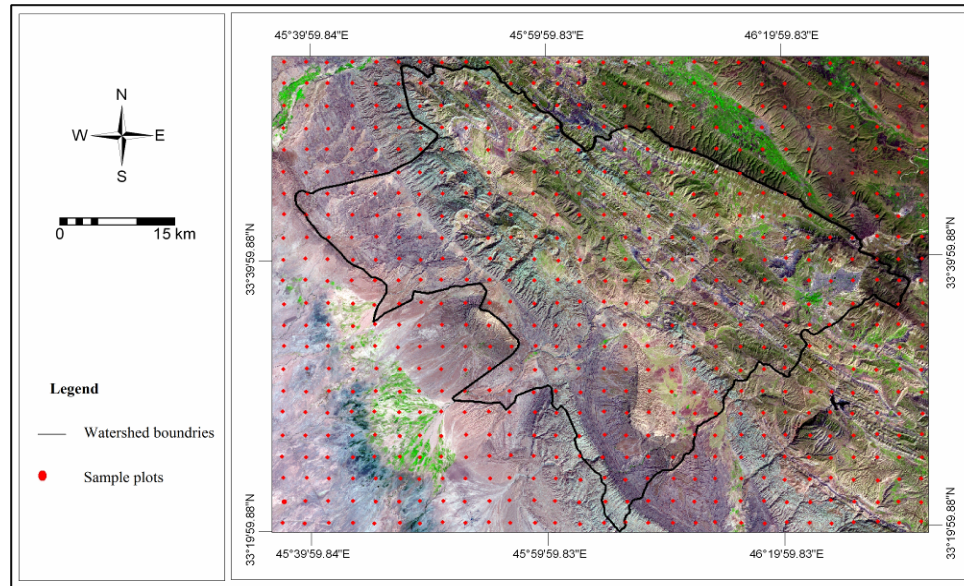 N
W E
S
0 15 km
Legend
Watershed boundries
Sample plots
45°39'59.84"E 45°59'59.83"E 46°19'59.83"E
33°39'59.88"N 33°39'59.88"N
33°19'59.88"N 33°19'59.88"N
45°39'59.84"E 45°59'59.83"E 46°19'59.83"E